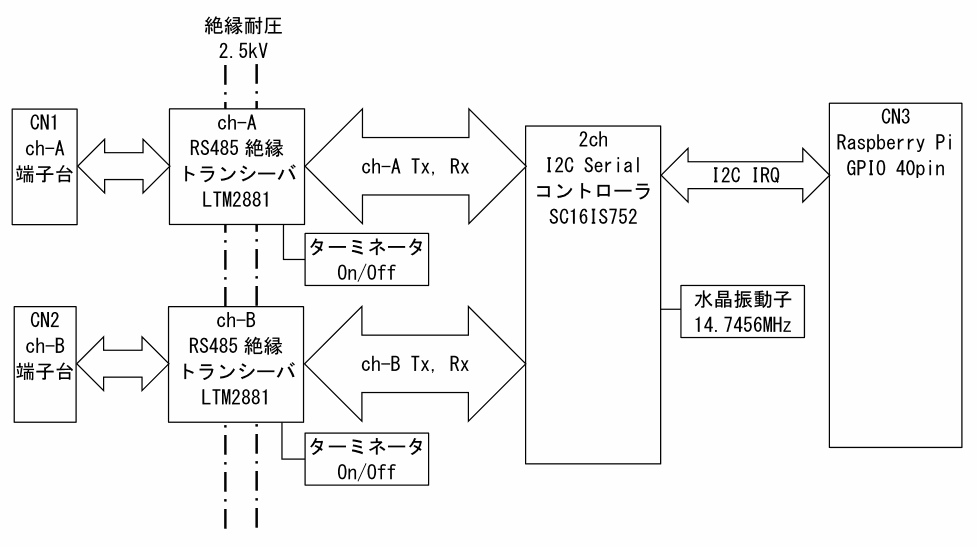 絶縁耐圧
2.5kV
CN1
ch-A
端子台
ch-A
RS485 絶縁
トランシーバ
LTM2881
ch-A Tx, Rx
2ch
I2C Serial
コントローラ
SC16IS752
I2C IRQ
CN3
Raspberry Pi
GPIO 40pin
ターミネータ
On/Off
水晶振動子
14.7456MHz
CN2
ch-B
端子台
ch-B
RS485 絶縁
トランシーバ
LTM2881
ch-B Tx, Rx
ターミネータ
On/Off